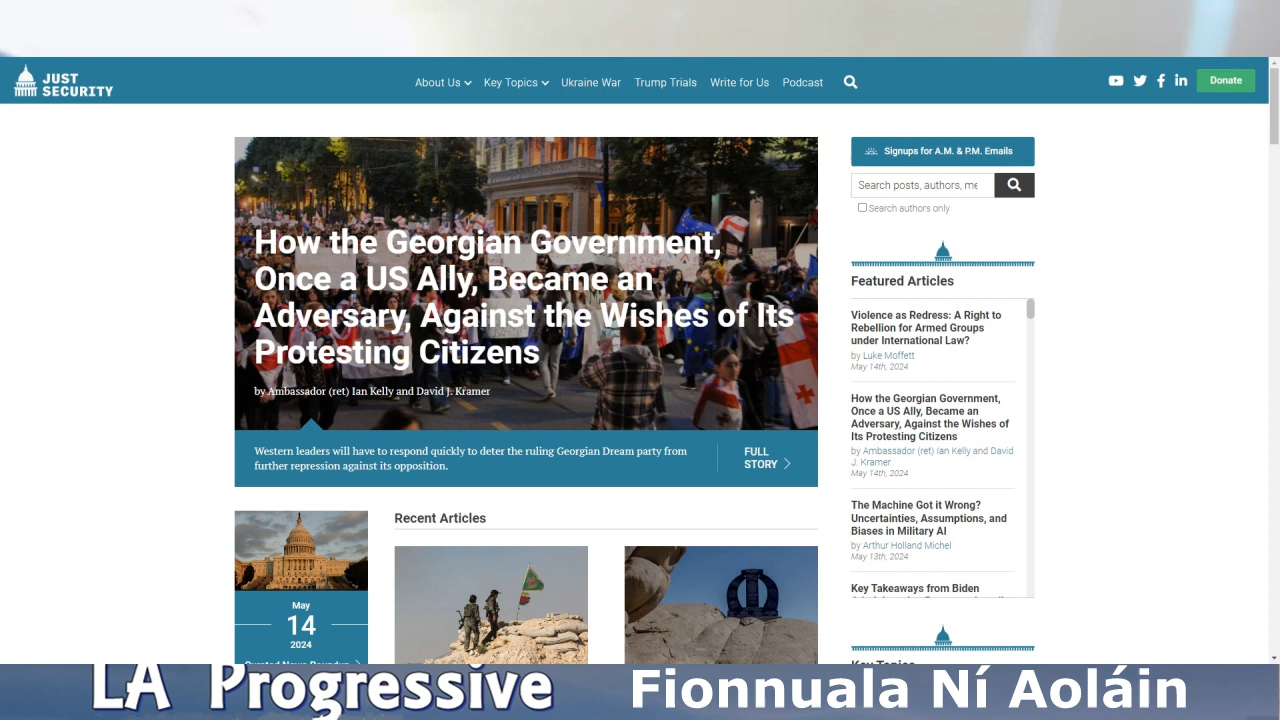 JUST
SECURITY
About Us
Key Topics
Ukraine War
Trump Trials
Write for Us
Podcast
Donate
How the Georgian Government,
Once a US Ally, Became an
Adversary, Against the Wishes of Its
Protesting Citizens
by Ambassador (ret) Ian Kelly and David J. Kramer
Western leaders will have to respond quickly to deter the ruling Georgian Dream party from
further repression against its opposition.
FULL
STORY
Signups for A.M. & P.M. Emails
Search posts, authors, me
Search authors only
Featured Articles
Violence as Redress: A Right to
Rebellion for Armed Groups
under International Law?
by Luke Moffett
May 14th, 2024
How the Georgian Government,
Once a US Ally, Became an
Adversary, Against the Wishes of
Its Protesting Citizens
by Ambassador (ret) Ian Kelly and David
J. Kramer
May 14th, 2024
The Machine Got it Wrong?
Uncertainties, Assumptions, and
Biases in Military AI
by Arthur Holland Michel
May 13th, 2024
Key Takeaways from Biden
Recent Articles
May
14
2024
Curated News Roundup
Key Topics
LA Progressive
Fionnuala Ní Aoláin